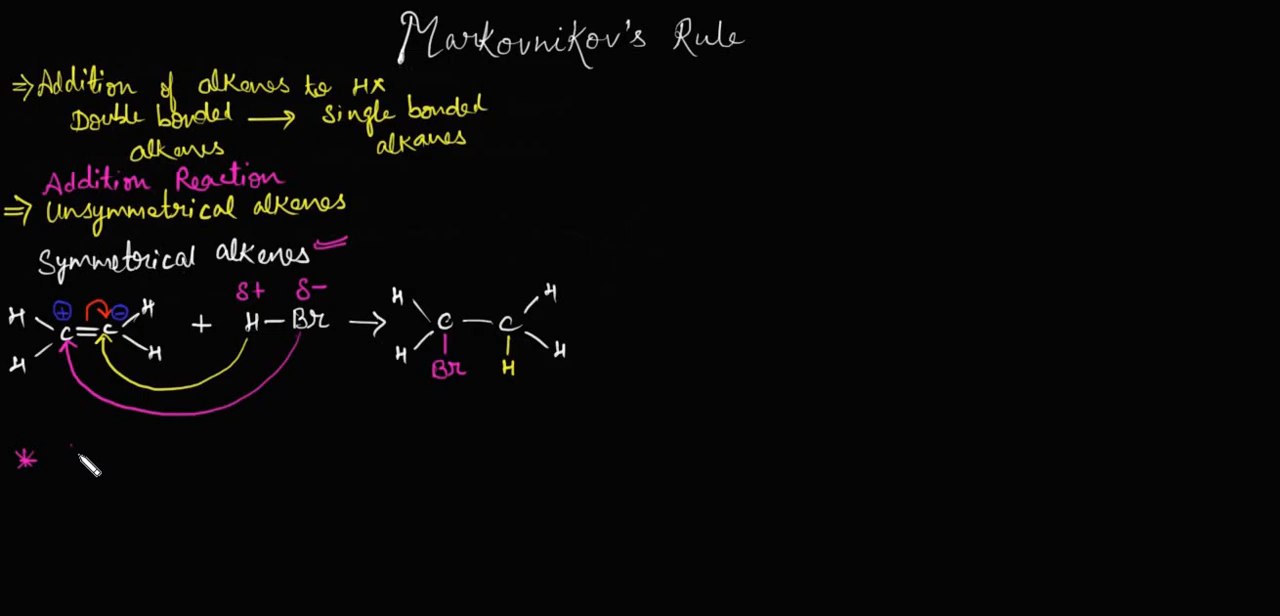 Markovnikov's Rule
⇒ Addition of alkenes to HX
Double bonded → Single bonded
alkenes alkanes
Addition Reaction
⇒ Unsymmetrical alkenes
Symmetrical alkenes
δ+ δ−
H ⊕ ⊖ H H H
C=C + H—Br → C—C
H H H H
Br H
*